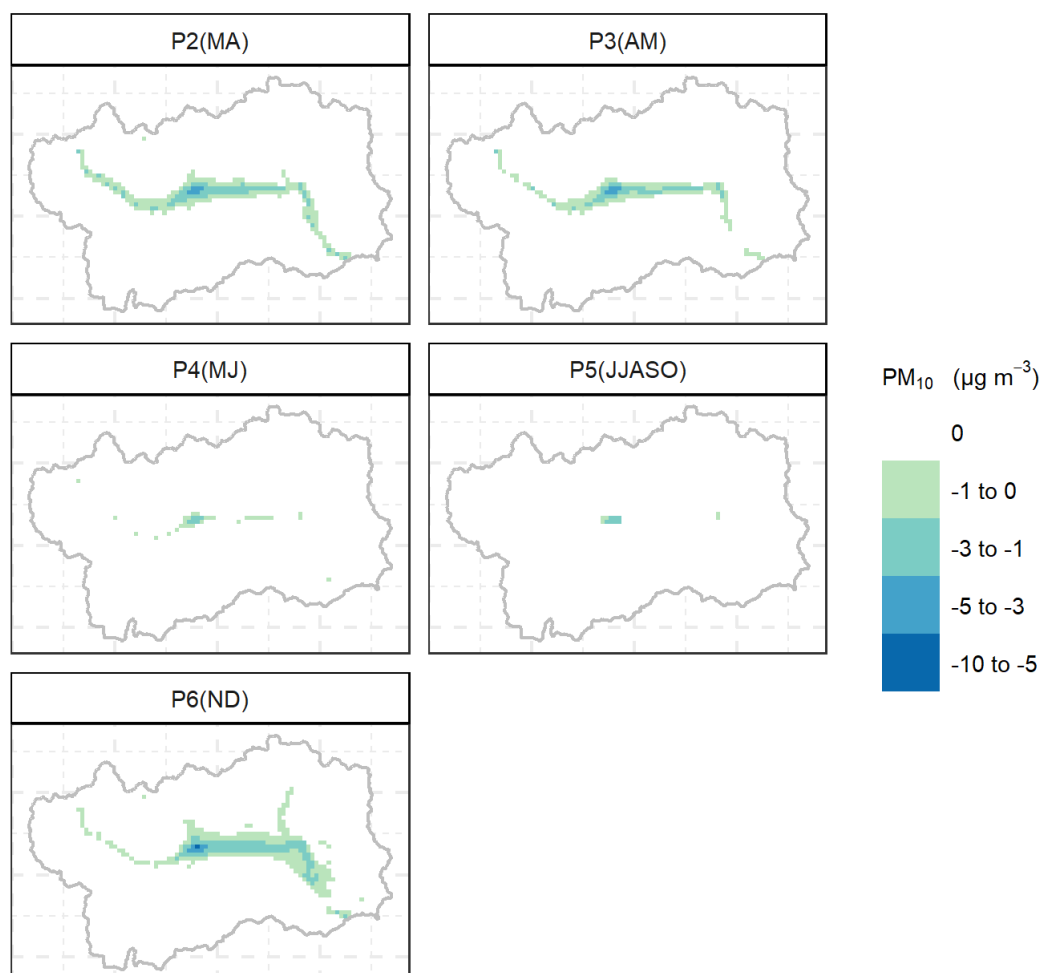 P2(MA)
P3(AM)
P4(MJ)
P5(JJASO)
PM₁₀ (µg m⁻³)
0
-1 to 0
-3 to -1
-5 to -3
-10 to -5
P6(ND)